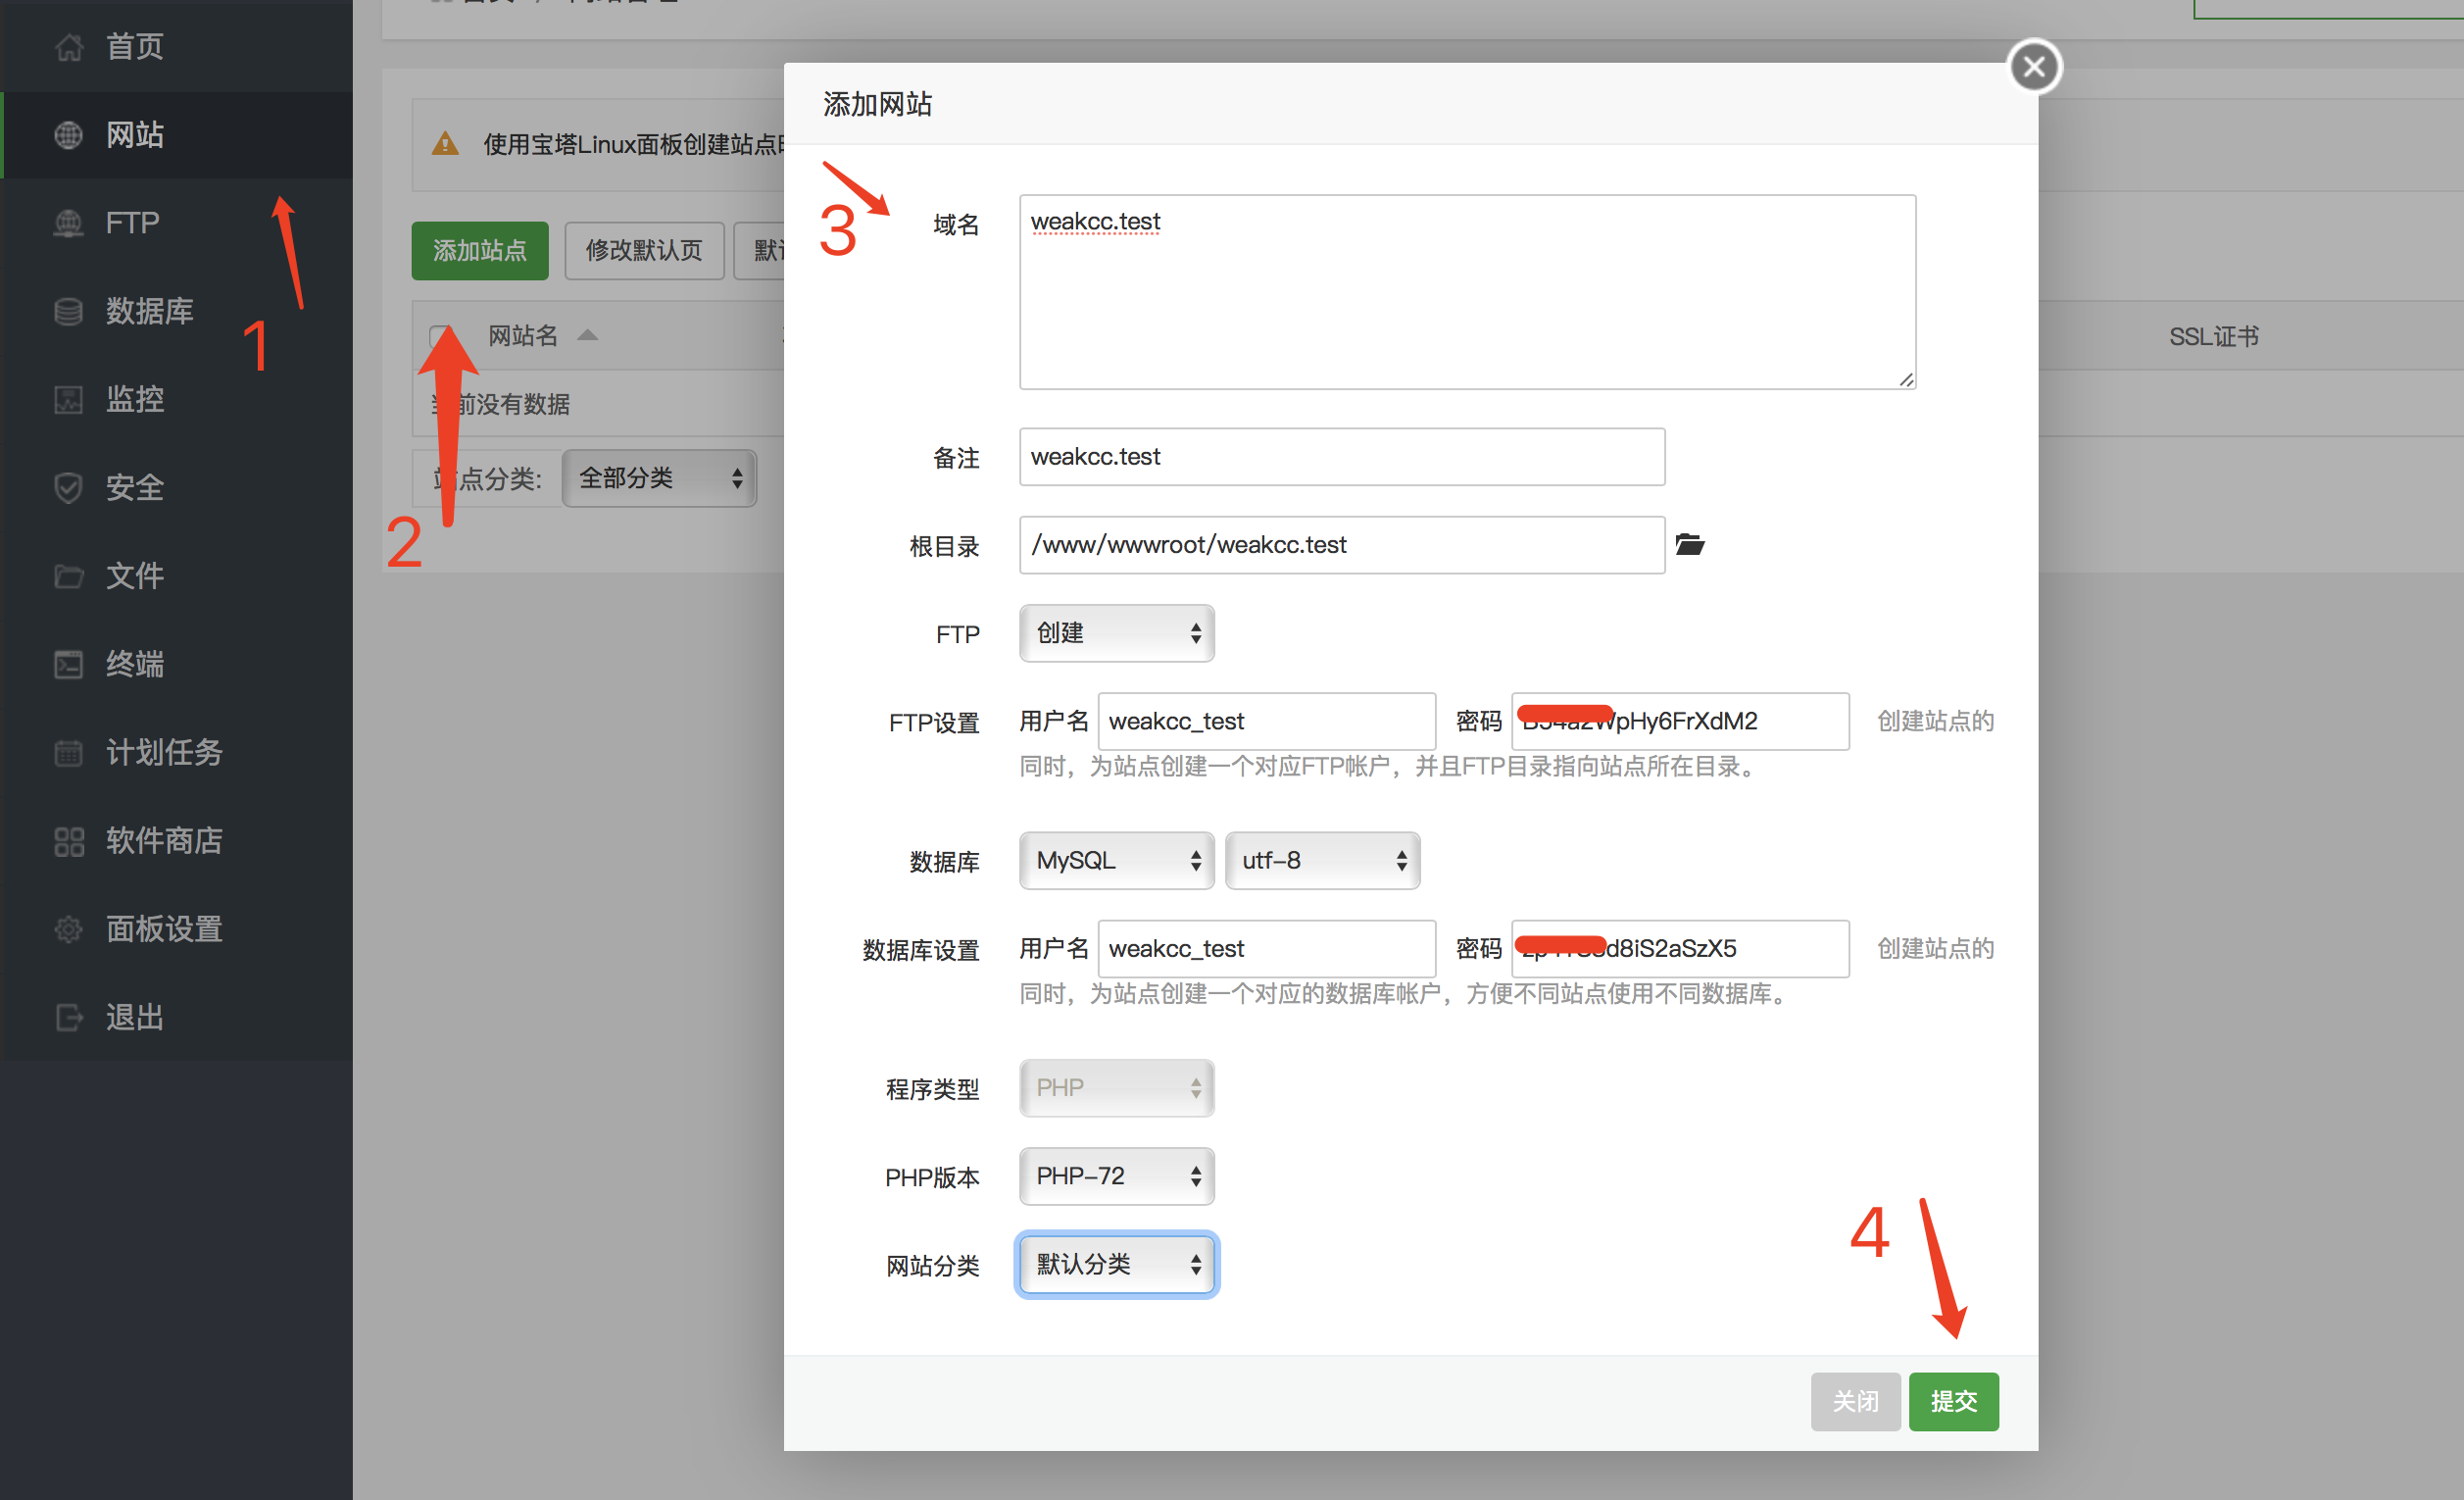 首页
网站
FTP
数据库
监控
安全
文件
终端
计划任务
软件商店
面板设置
退出
1
使用宝塔Linux面板创建站点
添加站点
修改默认页
网站名
SSL证书
前没有数据
点分类:
全部分类
2
添加网站
3
域名
weakcc.test
备注
weakcc.test
根目录
/www/wwwroot/weakcc.test
FTP
创建
FTP设置 用户名 weakcc_test 密码 pHy6FrXdM2 创建站点的
同时，为站点创建一个对应FTP帐户，并且FTP目录指向站点所在目录。
数据库
MySQL
utf-8
数据库设置 用户名 weakcc_test 密码 d8iS2aSzX5 创建站点的
同时，为站点创建一个对应的数据库帐户，方便不同站点使用不同数据库。
程序类型
PHP
PHP版本
PHP-72
网站分类
默认分类
4
关闭
提交